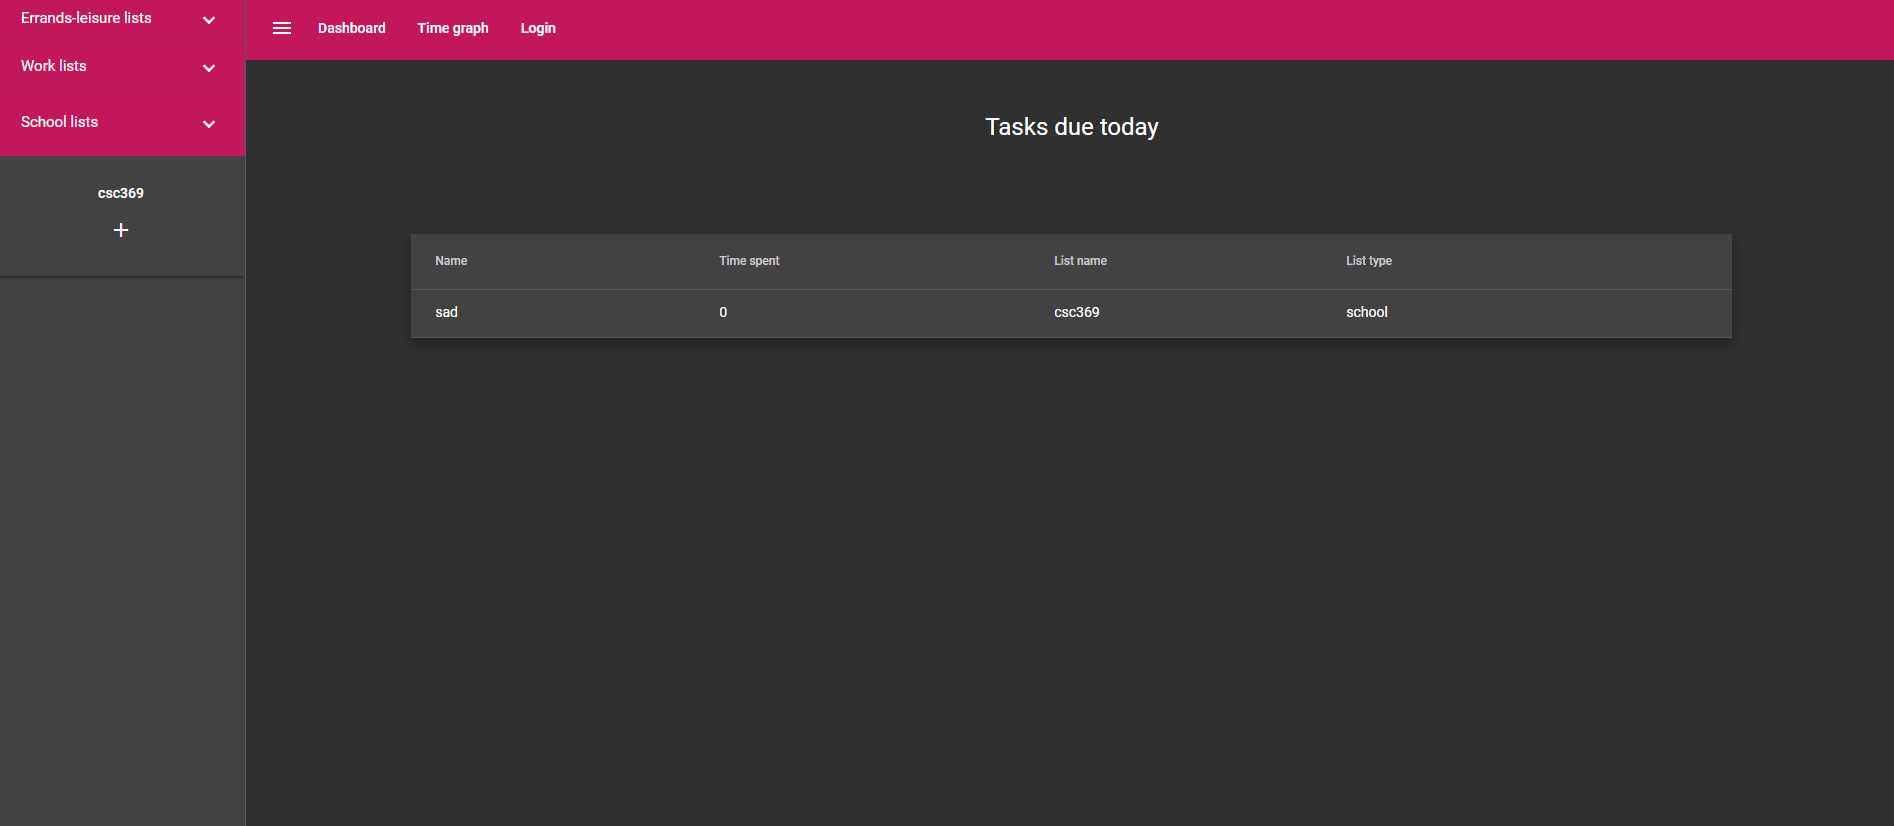 Errands-leisure lists
Work lists
School lists
csc369
Dashboard Time graph Login
Tasks due today
Name Time spent List name List type
sad 0 csc369 school